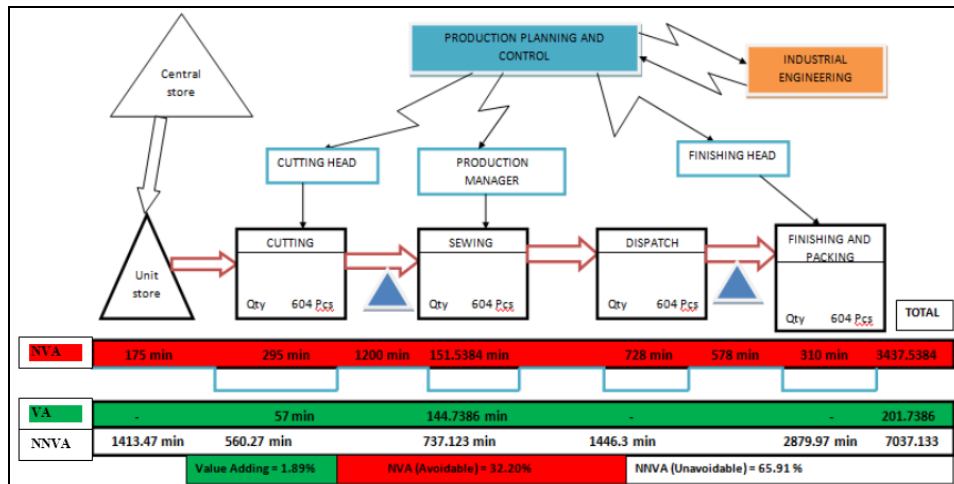 PRODUCTION PLANNING AND
CONTROL
INDUSTRIAL
ENGINEERING
Central
store
CUTTING HEAD
PRODUCTION
MANAGER
FINISHING HEAD
Unit
store
CUTTING
Qty 604 Pcs
SEWING
Qty 604 Pcs
DISPATCH
Qty 604 Pcs
FINISHING AND
PACKING
Qty 604 Pcs
TOTAL
NVA 175 min 295 min 1200 min 151.5384 min 728 min 578 min 310 min 3437.5384
VA - 57 min 144.7386 min - - 201.7386
NNVA 1413.47 min 560.27 min 737.123 min 1446.3 min 2879.97 min 7037.133
Value Adding = 1.89% NVA (Avoidable) = 32.20% NNVA (Unavoidable) = 65.91 %